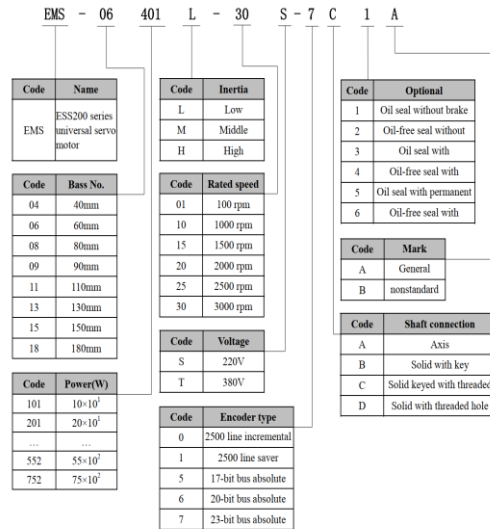 EMS - 06 401 L - 30 S - 7 C 1 A
Code Name
EMS ESS200 series
universal servo
motor
Code Bass No.
04 40mm
06 60mm
08 80mm
09 90mm
11 110mm
13 130mm
15 150mm
18 180mm
Code Power(W)
101 10×10¹
201 20×10¹
... ...
552 55×10²
752 75×10²
Code Inertia
L Low
M Middle
H High
Code Rated speed
01 100 rpm
10 1000 rpm
15 1500 rpm
20 2000 rpm
25 2500 rpm
30 3000 rpm
Code Voltage
S 220V
T 380V
Code Encoder type
0 2500 line incremental
1 2500 line saver
5 17-bit bus absolute
6 20-bit bus absolute
7 23-bit bus absolute
Code Optional
1 Oil seal without brake
2 Oil-free seal without
3 Oil seal with
4 Oil-free seal with
5 Oil seal with permanent
6 Oil-free seal with
Code Mark
A General
B nonstandard
Code Shaft connection
A Axis
B Solid with key
C Solid keyed with threaded
D Solid with threaded hole